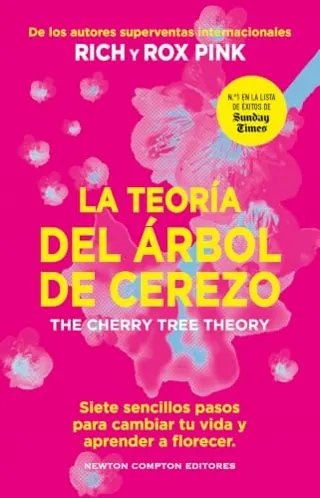 De los autores superventas internacionales
RICH Y ROX PINK
N.º1 EN LA LISTA
DE ÉXITOS DE
Sunday
Times
LA TEORÍA
DEL ÁRBOL
DE CEREZO
THE CHERRY TREE THEORY
Siete sencillos pasos
para cambiar tu vida y
aprender a florecer.
NEWTON COMPTON EDITORES